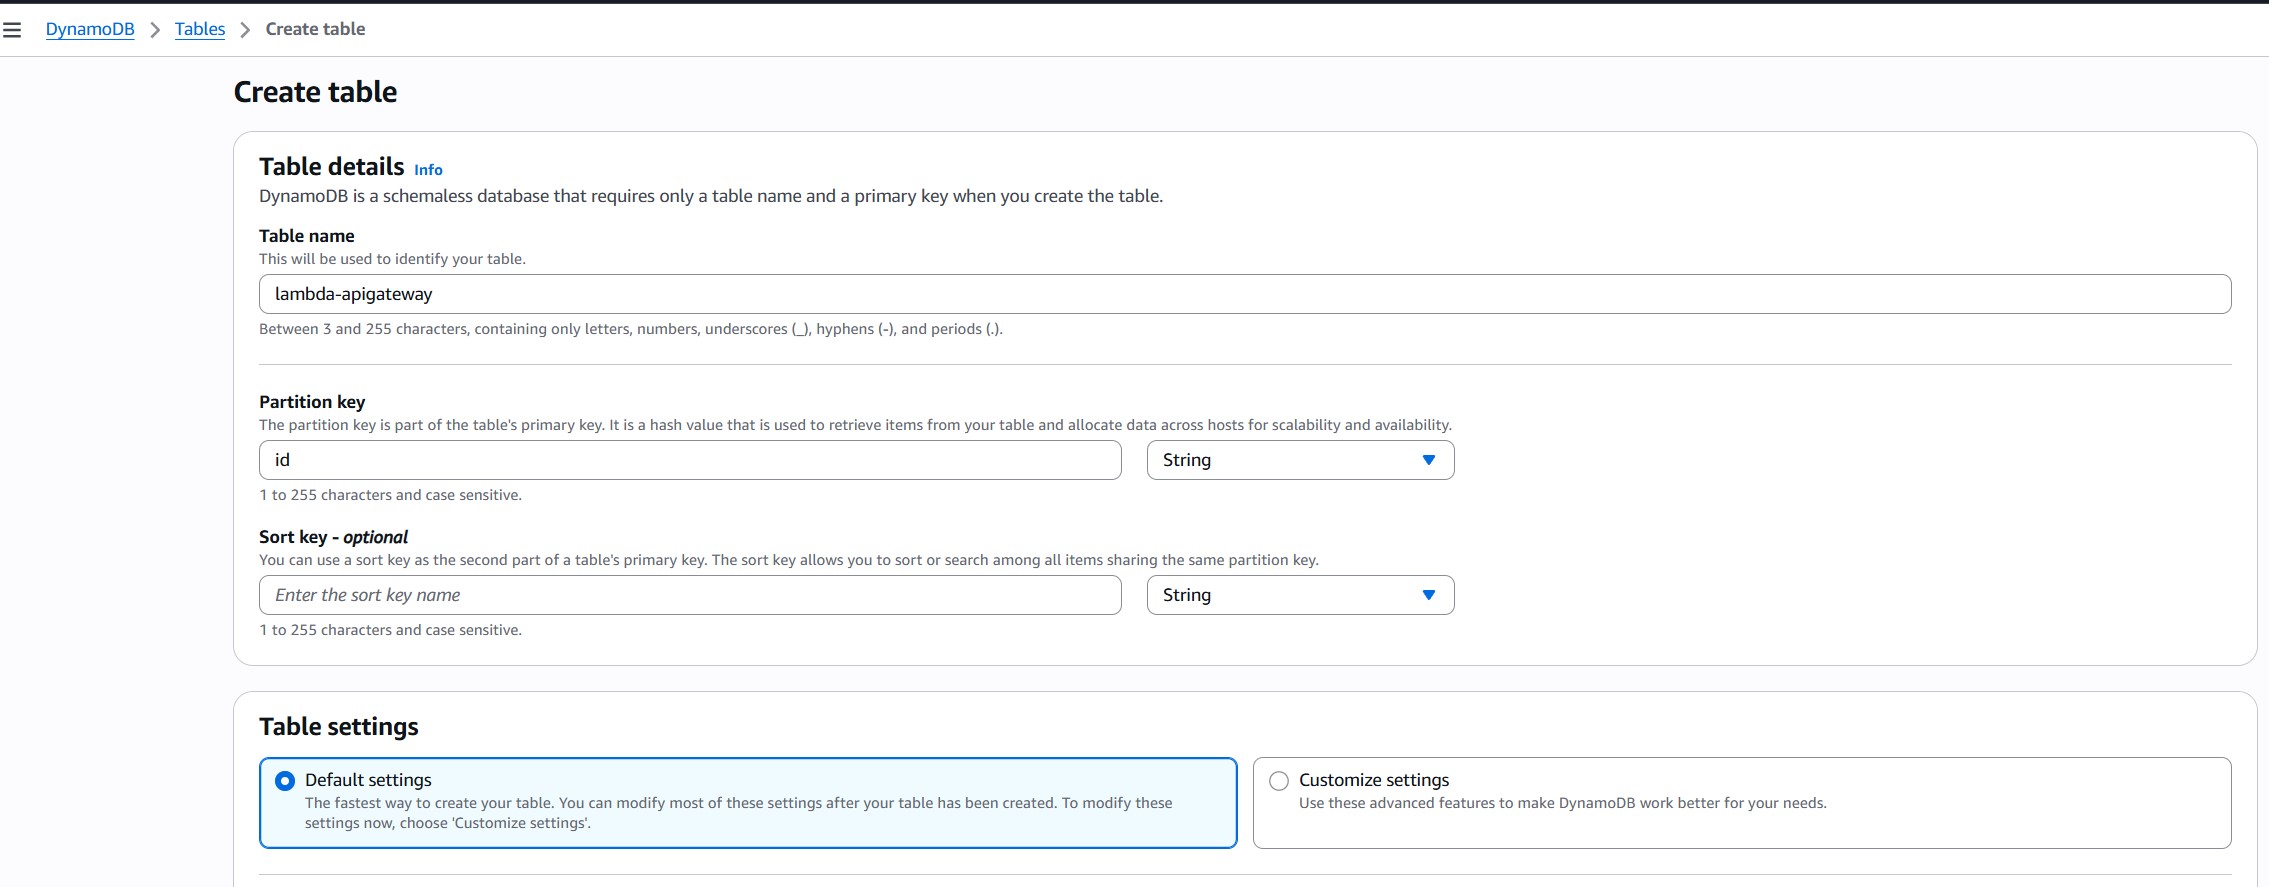 DynamoDB > Tables > Create table
Create table
Table details Info
DynamoDB is a schemaless database that requires only a table name and a primary key when you create the table.
Table name
This will be used to identify your table.
lambda-apigateway
Between 3 and 255 characters, containing only letters, numbers, underscores (_), hyphens (-), and periods (.).
Partition key
The partition key is part of the table's primary key. It is a hash value that is used to retrieve items from your table and allocate data across hosts for scalability and availability.
id String
1 to 255 characters and case sensitive.
Sort key - optional
You can use a sort key as the second part of a table's primary key. The sort key allows you to sort or search among all items sharing the same partition key.
Enter the sort key name String
1 to 255 characters and case sensitive.
Table settings
Default settings
The fastest way to create your table. You can modify most of these settings after your table has been created. To modify these
settings now, choose 'Customize settings'.
Customize settings
Use these advanced features to make DynamoDB work better for your needs.